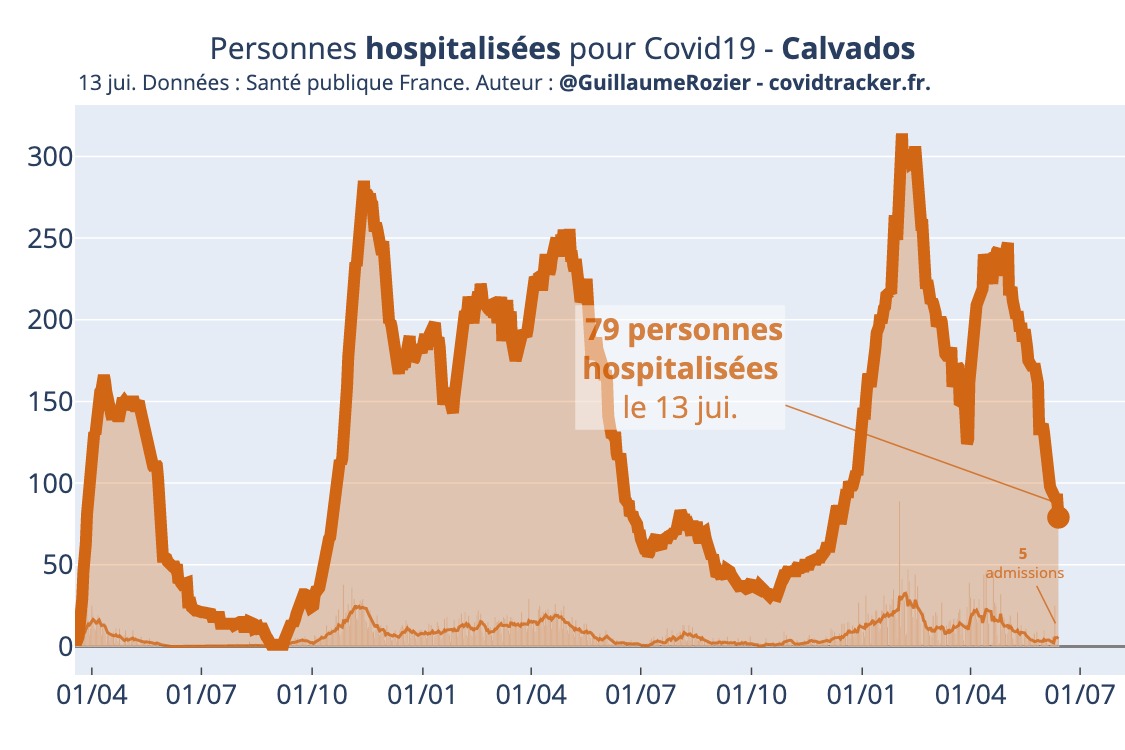 Personnes hospitalisées pour Covid19 - Calvados
13 jui. Données : Santé publique France. Auteur : @GuillaumeRozier - covidtracker.fr.
300
250
200
150
100
50
0
79 personnes
hospitalisées
le 13 jui.
5
admissions
01/04 01/07 01/10 01/01 01/04 01/07 01/10 01/01 01/04 01/07